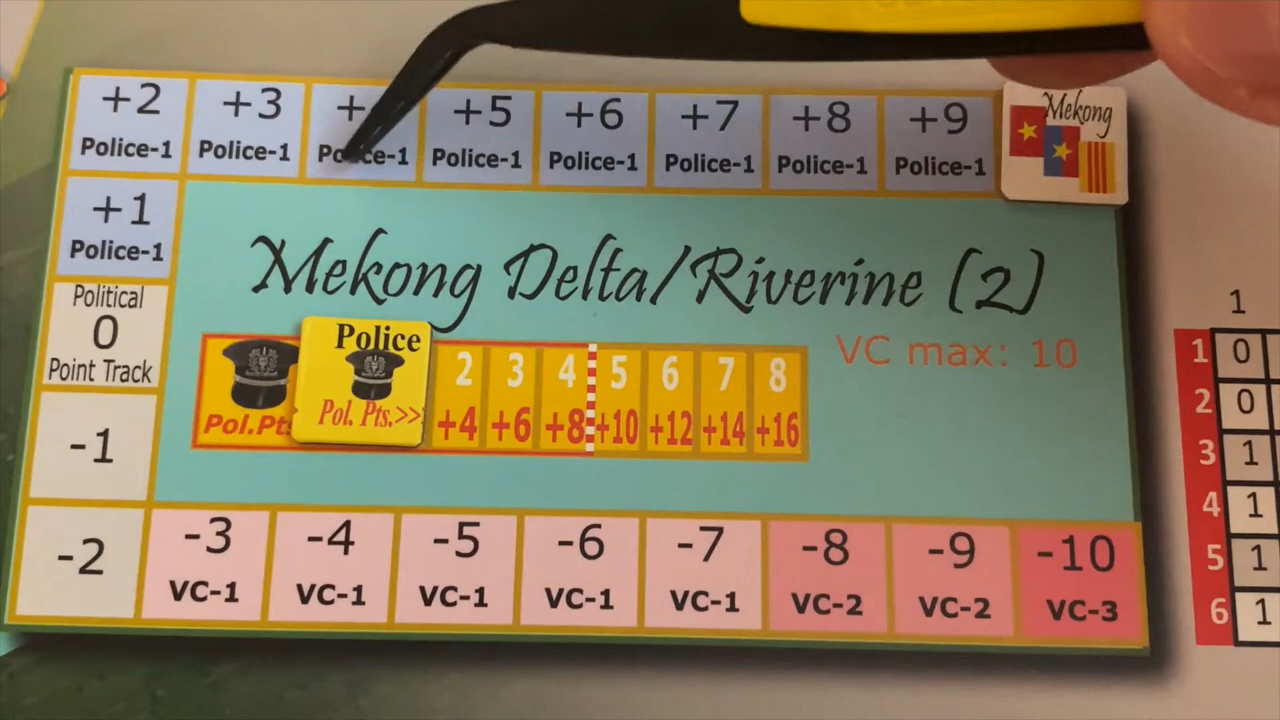 +2 +3 + +5 +6 +7 +8 +9 Mekong
Police-1 Police-1 Police-1 Police-1 Police-1 Police-1 Police-1 Police-1
+1
Police-1
Political
0
Point Track
-1
-2
Mekong Delta/Riverine (2)
VC max: 10
Police
Pol. Pts.>>
Pol.Pt
2 3 4 5 6 7 8
+4 +6 +8 +10 +12 +14 +16
-3 -4 -5 -6 -7 -8 -9 -10
VC-1 VC-1 VC-1 VC-1 VC-1 VC-2 VC-2 VC-3
1
1 0
2 0
3 1
4 1
5 1
6 1